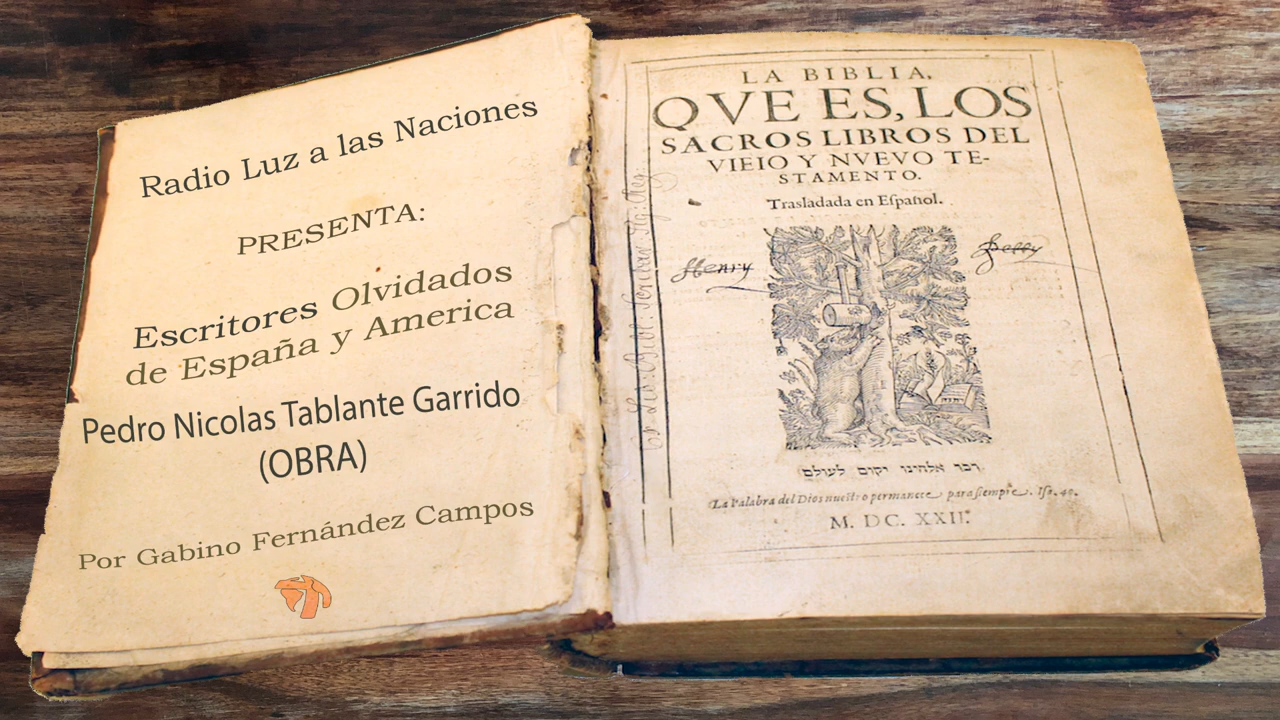 Radio Luz a las Naciones
PRESENTA:
Escritores Olvidados
de España y America
Pedro Nicolas Tablante Garrido
(OBRA)
Por Gabino Fernández Campos
LA BIBLIA,
QVE ES, LOS
SACROS LIBROS DEL
VIEIO Y NVEVO TE-
STAMENTO.
Trasladada en Eſpañol.
Henry
דבר אלהינו יקום לעולם
La Palabra del Dios nueſtro permanece para ſiempre. Iſa. 40.
M. DC. XXII.